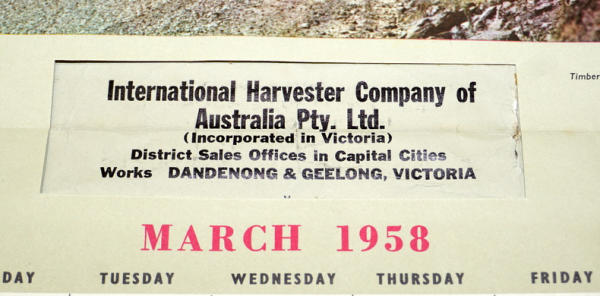 Timber
International Harvester Company of
Australia Pty. Ltd.
(Incorporated in Victoria)
District Sales Offices in Capital Cities
Works DANDENONG & GEELONG, VICTORIA
MARCH 1958
DAY TUESDAY WEDNESDAY THURSDAY FRIDAY